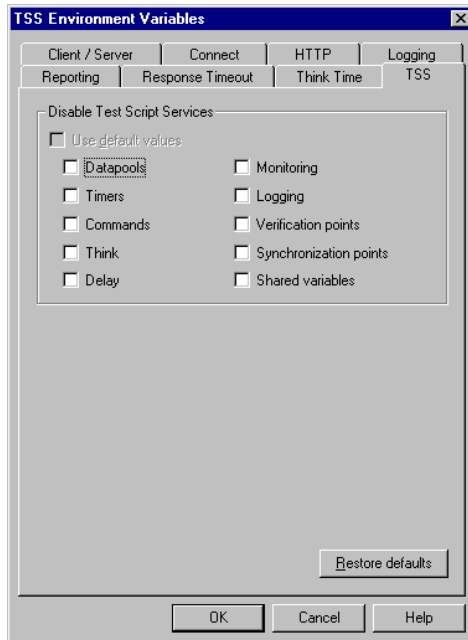 TSS Environment Variables
Client / Server Connect HTTP Logging
Reporting Response Timeout Think Time TSS
Disable Test Script Services
Use default values
Datapools Monitoring
Timers Logging
Commands Verification points
Think Synchronization points
Delay Shared variables
Restore defaults
OK Cancel Help